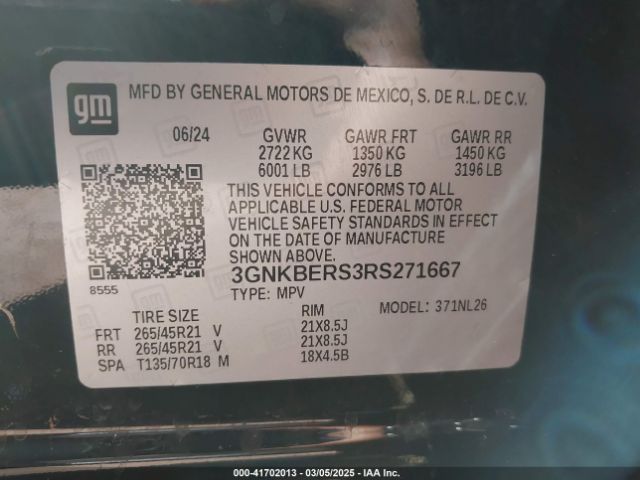 gm
MFD BY GENERAL MOTORS DE MEXICO, S. DE R.L. DE C.V.
06/24 GVWR GAWR FRT GAWR RR
2722 KG 1350 KG 1450 KG
6001 LB 2976 LB 3196 LB
THIS VEHICLE CONFORMS TO ALL
APPLICABLE U.S. FEDERAL MOTOR
VEHICLE SAFETY STANDARDS IN EFFECT
ON THE DATE OF MANUFACTURE
SHOWN ABOVE.
3GNKBERS3RS271667
8555 TYPE: MPV MODEL: 371NL26
TIRE SIZE RIM
FRT 265/45R21 V 21X8.5J
RR 265/45R21 V 21X8.5J
SPA T135/70R18 M 18X4.5B
000-41702013 - 03/05/2025 - IAA Inc.